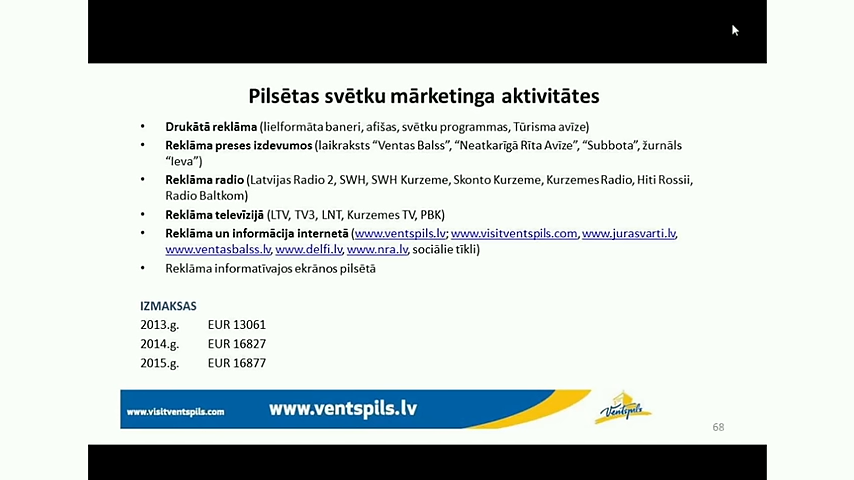 Pilsētas svētku mārketinga aktivitātes
• Drukātā reklāma (lielformāta baneri, afišas, svētku programmas, Tūrisma avīze)
• Reklāma preses izdevumos (laikraksts “Ventas Balss”, “Neatkarīgā Rīta Avīze”, “Subbota”, žurnāls
“Ieva”)
• Reklāma radio (Latvijas Radio 2, SWH, SWH Kurzeme, Skonto Kurzeme, Kurzemes Radio, Hiti Rossii,
Radio Baltkom)
• Reklāma televīzijā (LTV, TV3, LNT, Kurzemes TV, PBK)
• Reklāma un informācija internetā (www.ventspils.lv; www.visitventspils.com, www.jurasvarti.lv,
www.ventasbalss.lv, www.delfi.lv, www.nra.lv, sociālie tīkli)
• Reklāma informatīvajos ekrānos pilsētā
IZMAKSAS
2013.g. EUR 13061
2014.g. EUR 16827
2015.g. EUR 16877
www.visitventspils.com www.ventspils.lv Ventspils
68